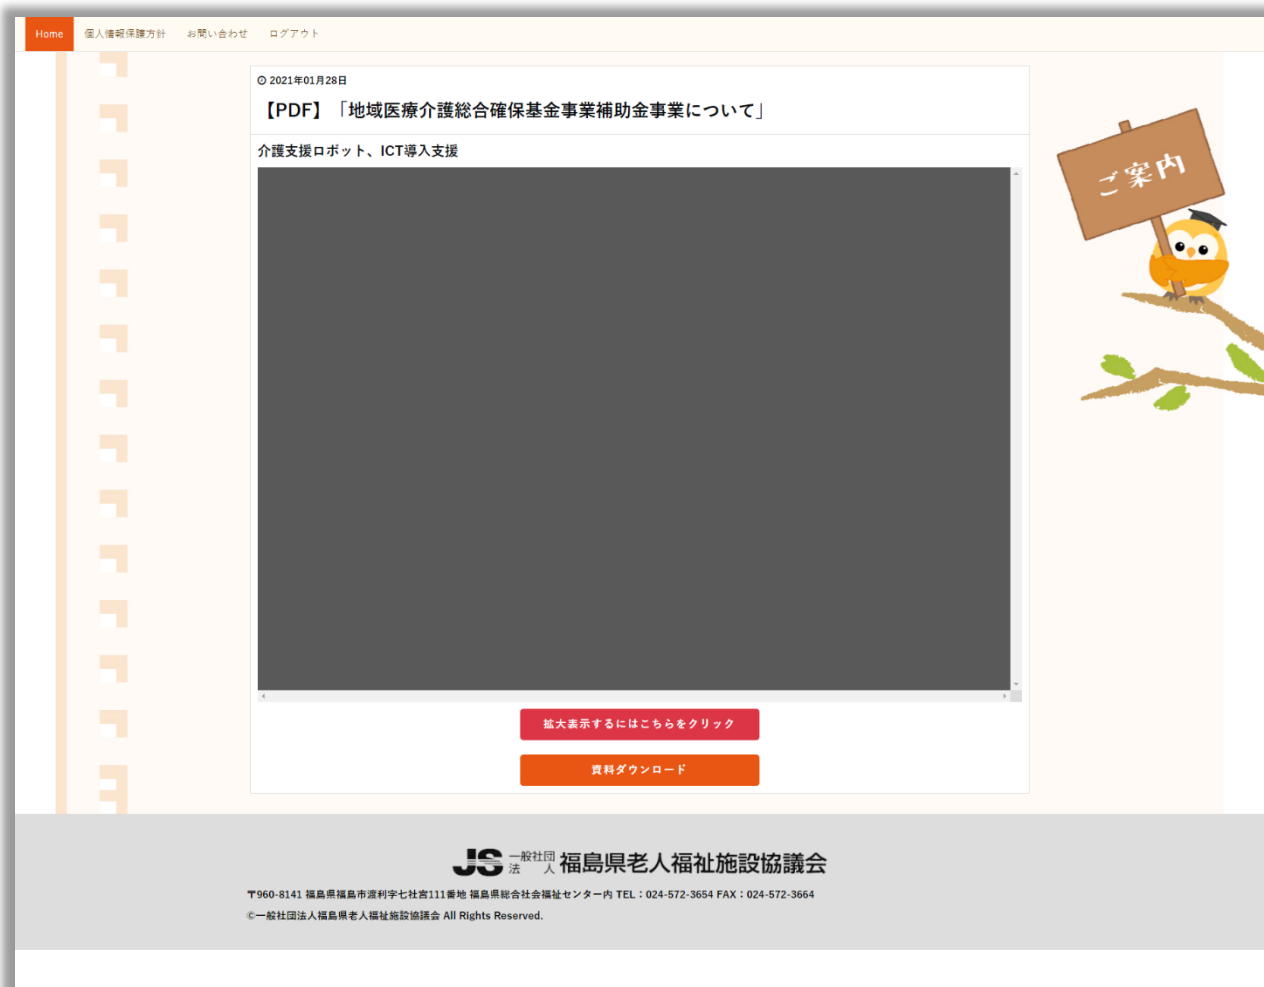 Home 個人情報保護方針 お問い合わせ ログアウト
2021年01月28日
【PDF】「地域医療介護総合確保基金事業補助金事業について」
介護支援ロボット、ICT導入支援
ご案内
拡大表示するにはこちらをクリック
資料ダウンロード
JS 一般社団法人 福島県老人福祉施設協議会
〒960-8141 福島県福島市渡利字七社宮111番地 福島県総合社会福祉センター内 TEL：024-572-3654 FAX：024-572-3664
©一般社団法人福島県老人福祉施設協議会 All Rights Reserved.